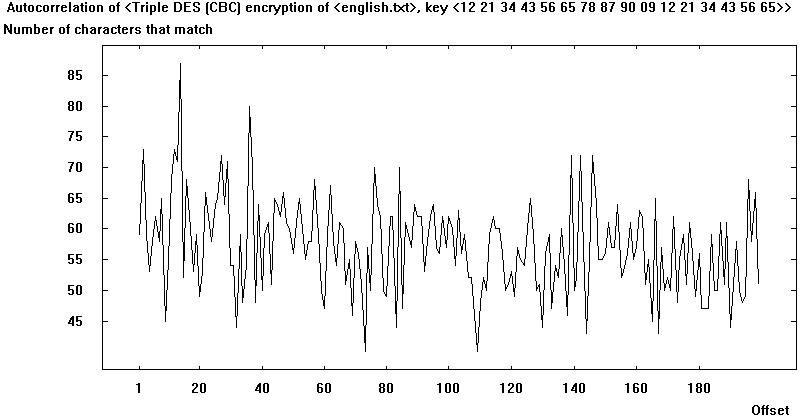 Autocorrelation of <Triple DES (CBC) encryption of <english.txt>, key <12 21 34 43 56 65 78 87 90 09 12 21 34 43 56 65>>
Number of characters that match
85
80
75
70
65
60
55
50
45
1 20 40 60 80 100 120 140 160 180
Offset